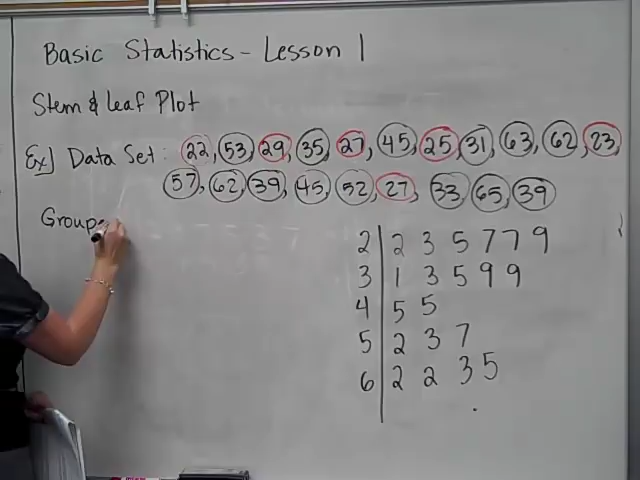 Basic Statistics - Lesson 1
Stem & Leaf Plot
Ex] Data Set: 22, 53, 29, 35, 27, 45, 25, 31, 63, 62, 23,
57, 62, 39, 45, 52, 27, 33, 65, 39
Group
2 | 2 3 5 7 7 9
3 | 1 3 5 9 9
4 | 5 5
5 | 2 3 7
6 | 2 2 3 5